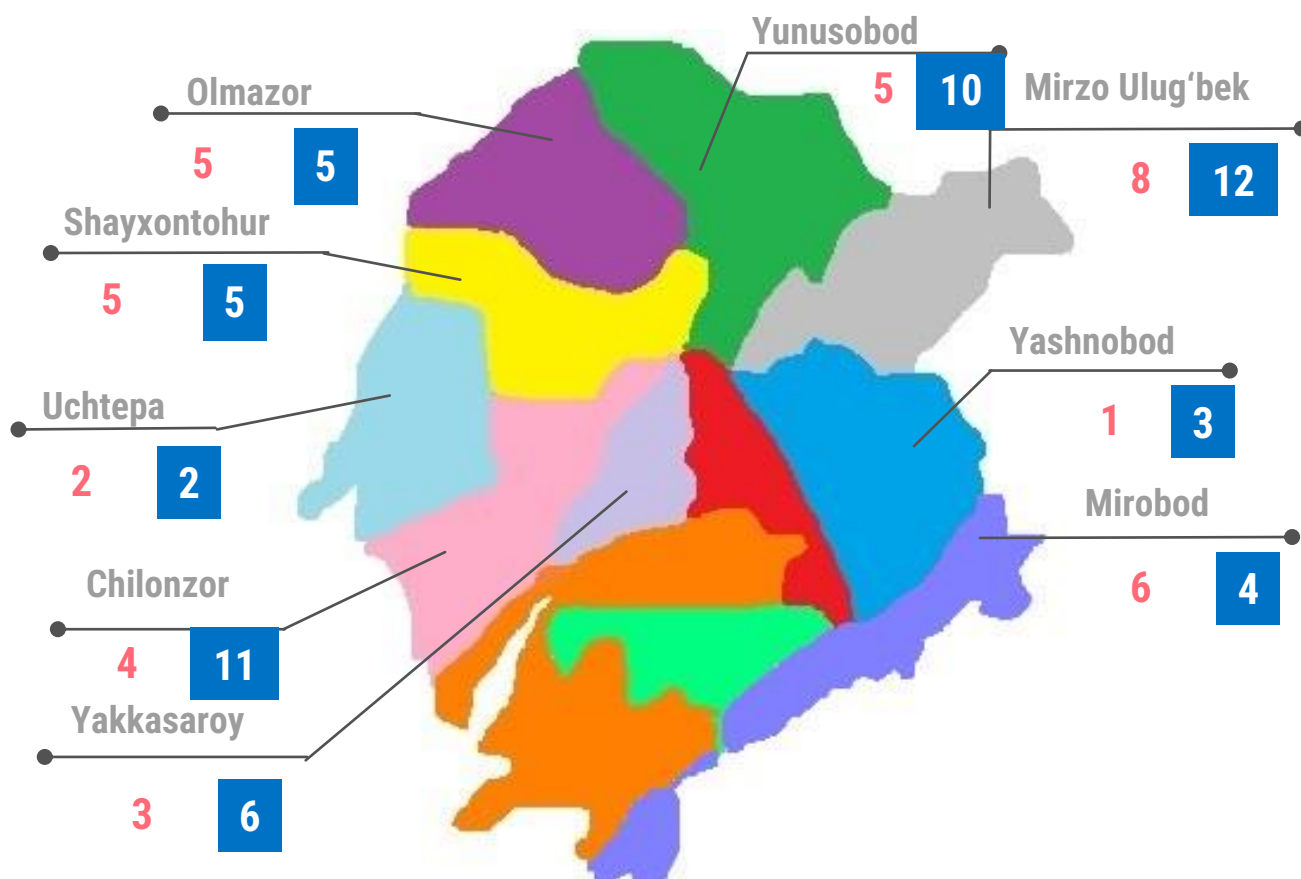 Yunusobod
5 10
Mirzo Ulug‘bek
8 12
Olmazor
5 5
Shayxontohur
5 5
Yashnobod
1 3
Uchtepa
2 2
Mirobod
6 4
Chilonzor
4 11
Yakkasaroy
3 6